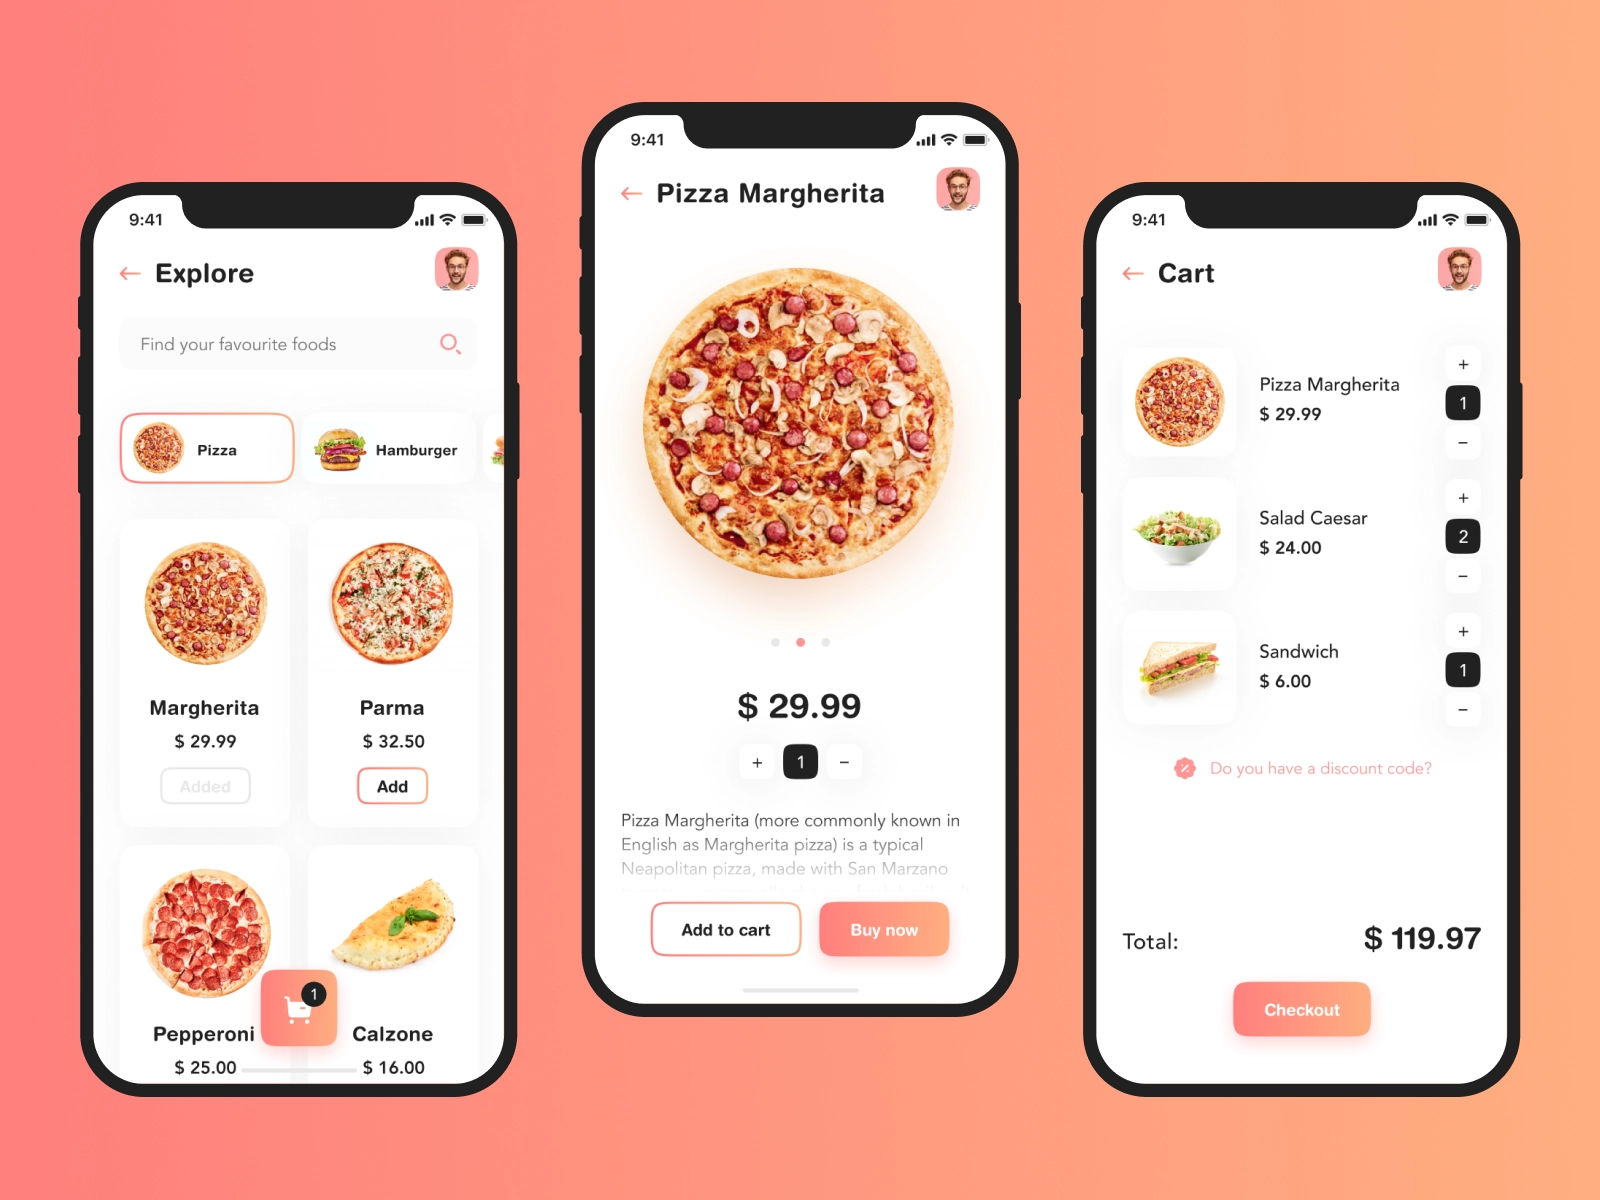 9:41
Explore
Find your favourite foods
Pizza
Hamburger
Margherita
$ 29.99
Added
Parma
$ 32.50
Add
Pepperoni
$ 25.00
1
Calzone
$ 16.00
9:41
Pizza Margherita
$ 29.99
+ 1 −
Pizza Margherita (more commonly known in
English as Margherita pizza) is a typical
Neapolitan pizza, made with San Marzano
Add to cart
Buy now
9:41
Cart
Pizza Margherita
$ 29.99
+
1
−
Salad Caesar
$ 24.00
+
2
−
Sandwich
$ 6.00
+
1
−
Do you have a discount code?
Total:
$ 119.97
Checkout